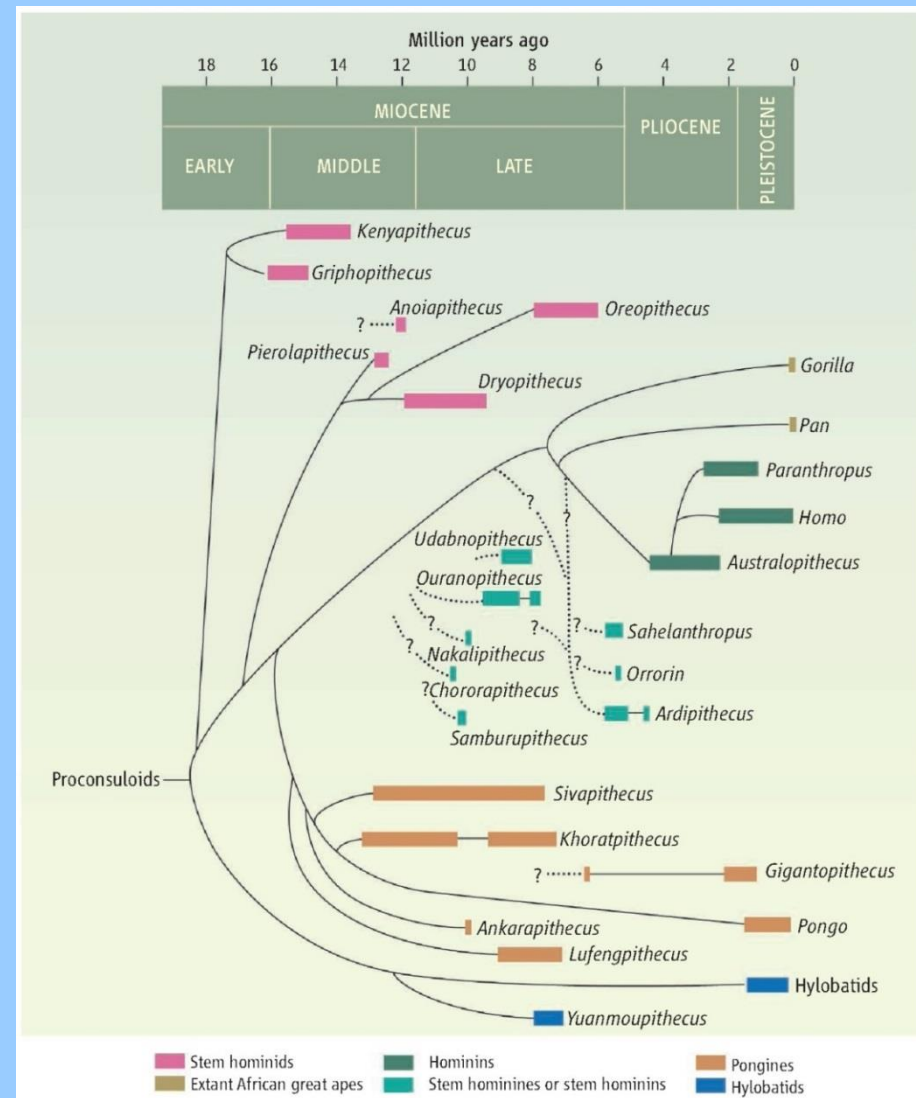 Million years ago
18 16 14 12 10 8 6 4 2 0
MIOCENE
PLIOCENE
PLEISTOCENE
EARLY
MIDDLE
LATE
Kenyapithecus
Griphopithecus
Anoiapithecus
Oreopithecus
?
Pierolapithecus
Dryopithecus
Gorilla
Pan
Paranthropus
?
?
Homo
Udabnopithecus
Australopithecus
Ouranopithecus
?
?
?
Sahelanthropus
Nakalipithecus
?
?
Orrorin
?
Chororapithecus
Ardipithecus
Samburupithecus
Proconsuloids
Sivapithecus
Khoratpithecus
Gigantopithecus
?
Ankarapithecus
Pongo
Lufengpithecus
Hylobatids
Yuanmoupithecus
Stem hominids
Hominins
Pongines
Extant African great apes
Stem hominines or stem hominins
Hylobatids